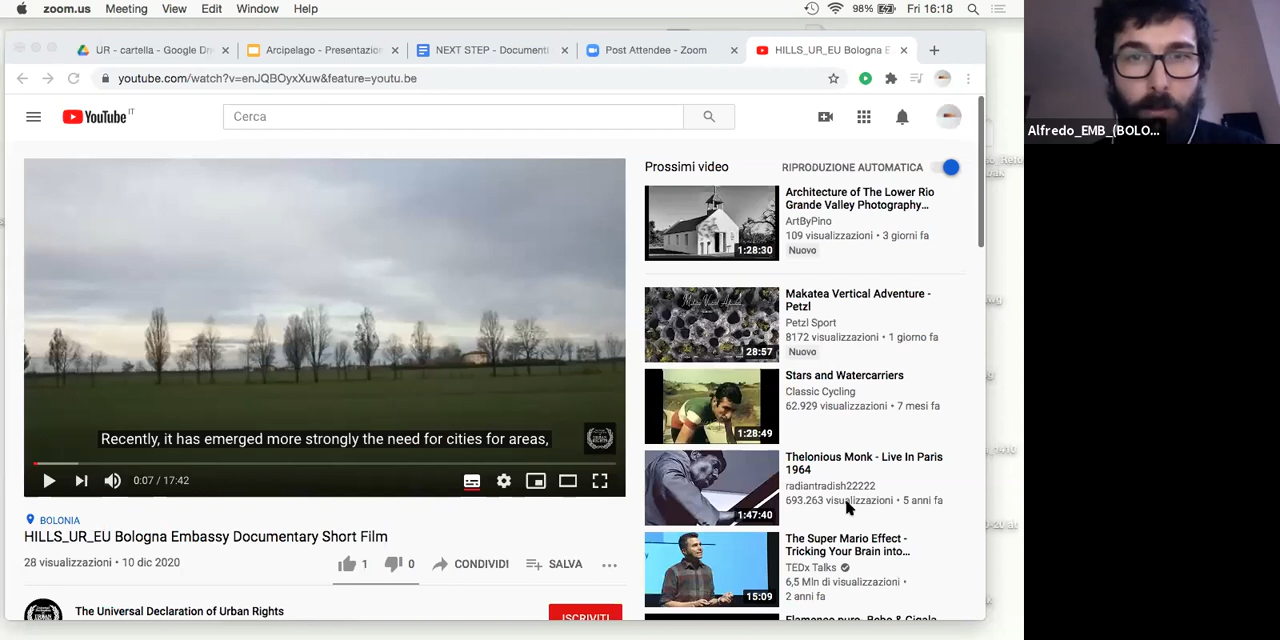 zoom.us Meeting View Edit Window Help 98% Fri 16:18
UR - cartella - Google Dri
Arcipelago - Presentazion
NEXT STEP - Documenti
Post Attendee - Zoom
HILLS_UR_EU Bologna E
youtube.com/watch?v=enJQBOyxXuw&feature=youtu.be
YouTube IT
Cerca
Recently, it has emerged more strongly the need for cities for areas,
0:07 / 17:42
BOLONIA
HILLS_UR_EU Bologna Embassy Documentary Short Film
28 visualizzazioni • 10 dic 2020
1 0 CONDIVIDI SALVA
The Universal Declaration of Urban Rights
ISCRIVITI
Prossimi video
RIPRODUZIONE AUTOMATICA
1:28:30
Architecture of The Lower Rio
Grande Valley Photography...
ArtByPino
109 visualizzazioni • 3 giorni fa
Nuovo
28:57
Makatea Vertical Adventure -
Petzl
Petzl Sport
8172 visualizzazioni • 1 giorno fa
Nuovo
1:28:49
Stars and Watercarriers
Classic Cycling
62.929 visualizzazioni • 7 mesi fa
1:47:40
Thelonious Monk - Live In Paris
1964
radiantradish22222
693.263 visualizzazioni • 5 anni fa
15:09
The Super Mario Effect -
Tricking Your Brain into...
TEDx Talks
6,5 Mln di visualizzazioni •
2 anni fa
Flamenco puro
Alfredo_EMB_(BOLO...